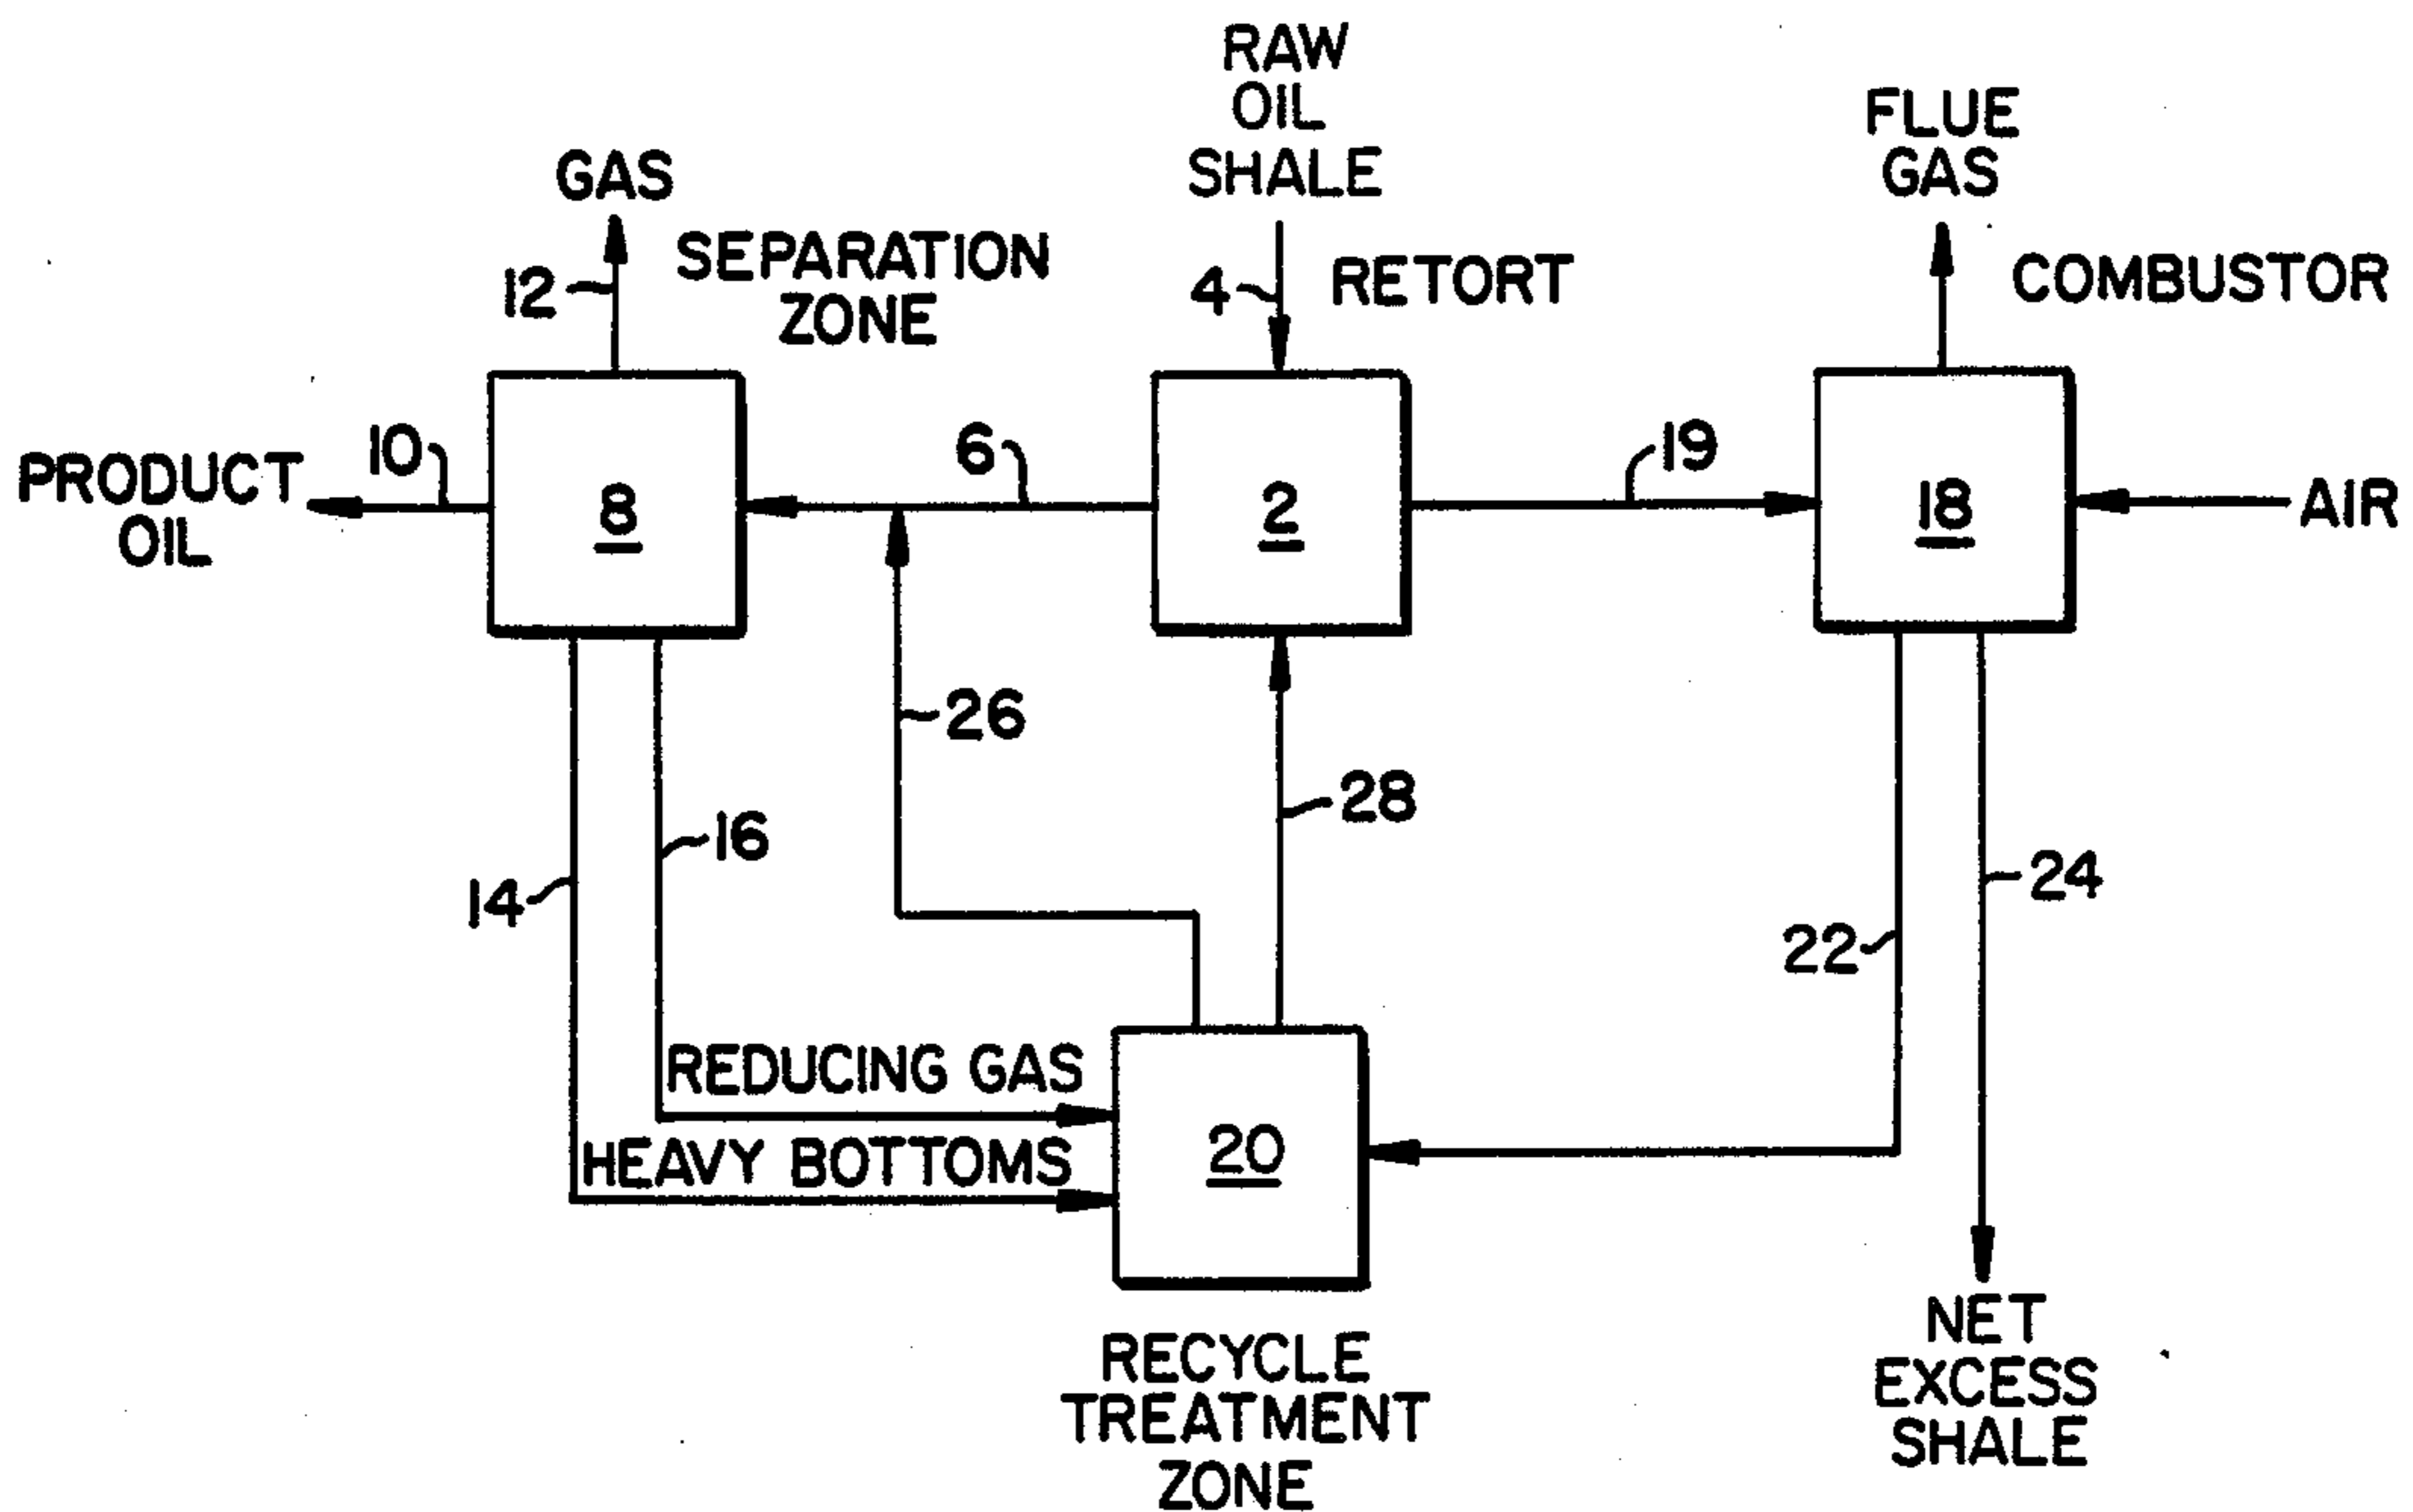 RAW
OIL
SHALE
FLUE
GAS
GAS
SEPARATION
ZONE
12
4
RETORT
COMBUSTOR
PRODUCT
OIL
10
8
6
2
19
18
AIR
26
28
16
14
24
22
REDUCING GAS
HEAVY BOTTOMS
20
RECYCLE
TREATMENT
ZONE
NET
EXCESS
SHALE